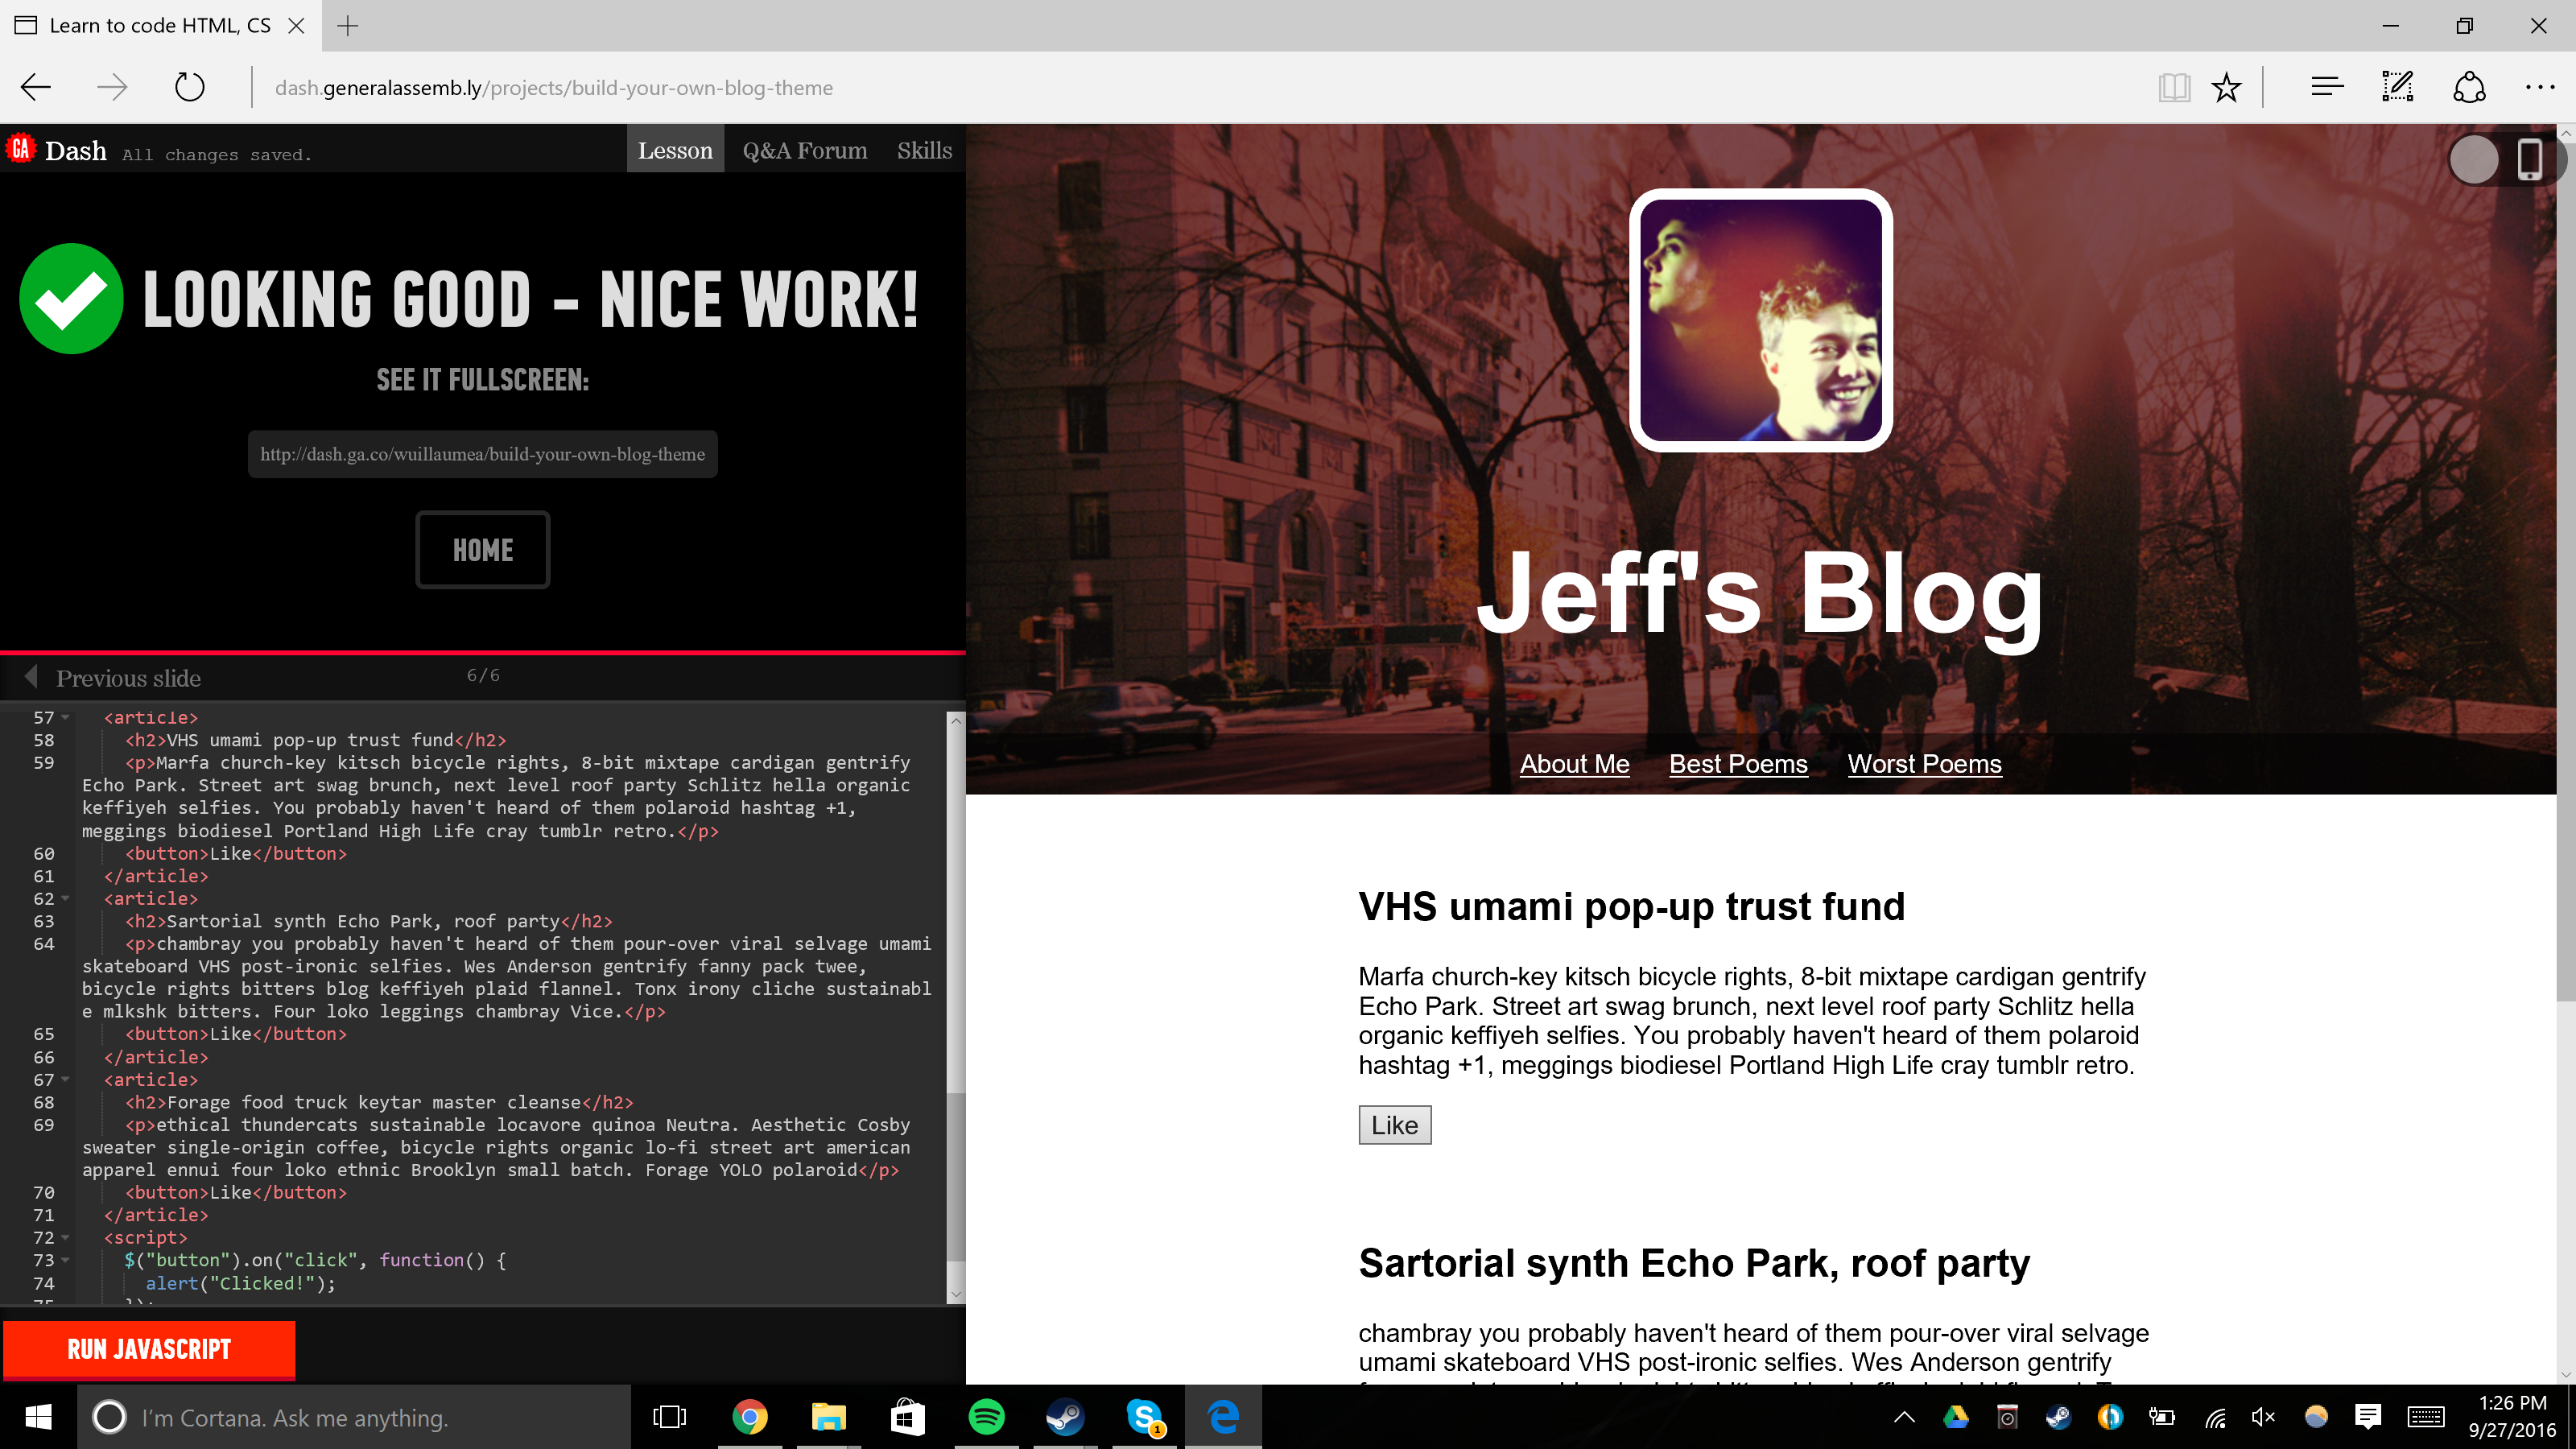 Learn to code HTML, CS
dash.generalassemb.ly/projects/build-your-own-blog-theme
GA Dash All changes saved.
Lesson Q&A Forum Skills
LOOKING GOOD - NICE WORK!
SEE IT FULLSCREEN:
http://dash.ga.co/wuillaumea/build-your-own-blog-theme
HOME
Previous slide
6/6
57 <article>
58 <h2>VHS umami pop-up trust fund</h2>
59 <p>Marfa church-key kitsch bicycle rights, 8-bit mixtape cardigan gentrify
Echo Park. Street art swag brunch, next level roof party Schlitz hella organic
keffiyeh selfies. You probably haven't heard of them polaroid hashtag +1,
meggings biodiesel Portland High Life cray tumblr retro.</p>
60 <button>Like</button>
61 </article>
62 <article>
63 <h2>Sartorial synth Echo Park, roof party</h2>
64 <p>chambray you probably haven't heard of them pour-over viral selvage umami
skateboard VHS post-ironic selfies. Wes Anderson gentrify fanny pack twee,
bicycle rights bitters blog keffiyeh plaid flannel. Tonx irony cliche sustainabl
e mlkshk bitters. Four loko leggings chambray Vice.</p>
65 <button>Like</button>
66 </article>
67 <article>
68 <h2>Forage food truck keytar master cleanse</h2>
69 <p>ethical thundercats sustainable locavore quinoa Neutra. Aesthetic Cosby
sweater single-origin coffee, bicycle rights organic lo-fi street art american
apparel ennui four loko ethnic Brooklyn small batch. Forage YOLO polaroid</p>
70 <button>Like</button>
71 </article>
72 <script>
73 $("button").on("click", function() {
74 alert("Clicked!");
75 });
RUN JAVASCRIPT
Jeff's Blog
About Me Best Poems Worst Poems
VHS umami pop-up trust fund
Marfa church-key kitsch bicycle rights, 8-bit mixtape cardigan gentrify
Echo Park. Street art swag brunch, next level roof party Schlitz hella
organic keffiyeh selfies. You probably haven't heard of them polaroid
hashtag +1, meggings biodiesel Portland High Life cray tumblr retro.
Like
Sartorial synth Echo Park, roof party
chambray you probably haven't heard of them pour-over viral selvage
umami skateboard VHS post-ironic selfies. Wes Anderson gentrify
I'm Cortana. Ask me anything.
1
1:26 PM
9/27/2016